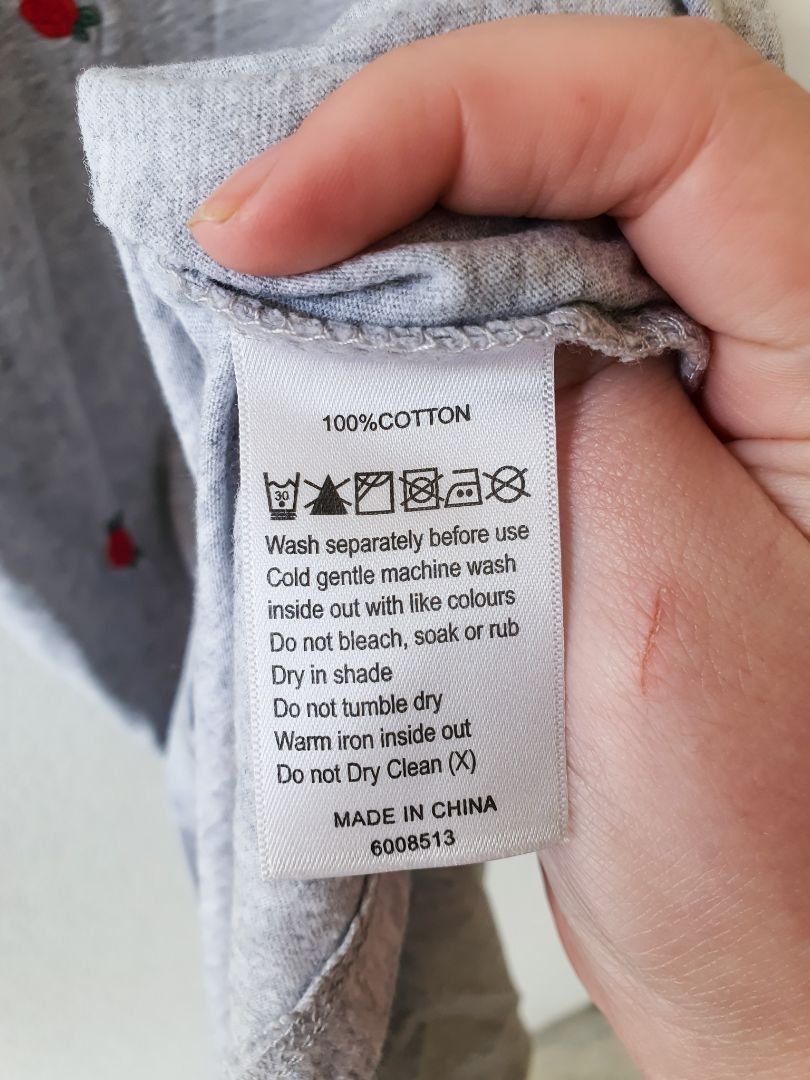 100%COTTON
30
Wash separately before use
Cold gentle machine wash
inside out with like colours
Do not bleach, soak or rub
Dry in shade
Do not tumble dry
Warm iron inside out
Do not Dry Clean (X)
MADE IN CHINA
6008513